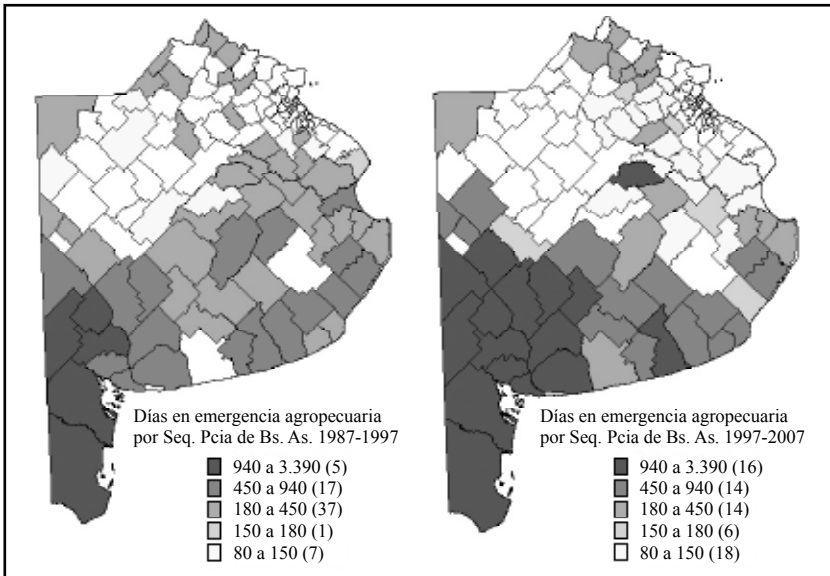 Días en emergencia agropecuaria
por Seq. Pcia de Bs. As. 1987-1997
940 a 3.390 (5)
450 a 940 (17)
180 a 450 (37)
150 a 180 (1)
80 a 150 (7)
Días en emergencia agropecuaria
por Seq. Pcia de Bs. As. 1997-2007
940 a 3.390 (16)
450 a 940 (14)
180 a 450 (14)
150 a 180 (6)
80 a 150 (18)